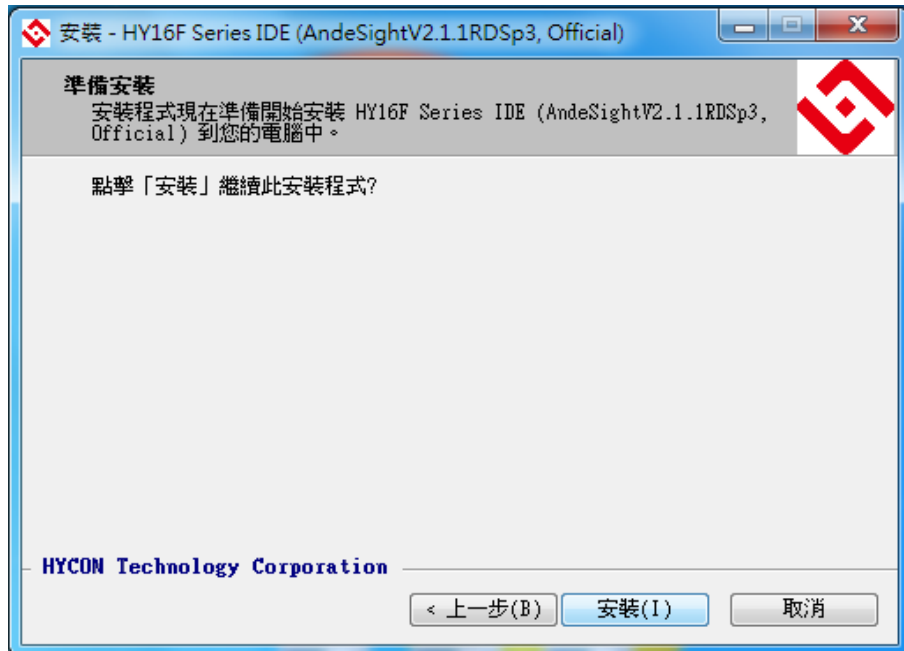 安裝 - HY16F Series IDE (AndeSightV2.1.1RDSp3, Official)
準備安裝
安裝程式現在準備開始安裝 HY16F Series IDE (AndeSightV2.1.1RDSp3,
Official) 到您的電腦中。
點擊「安裝」繼續此安裝程式?
HYCON Technology Corporation
< 上一步(B)
安裝(I)
取消